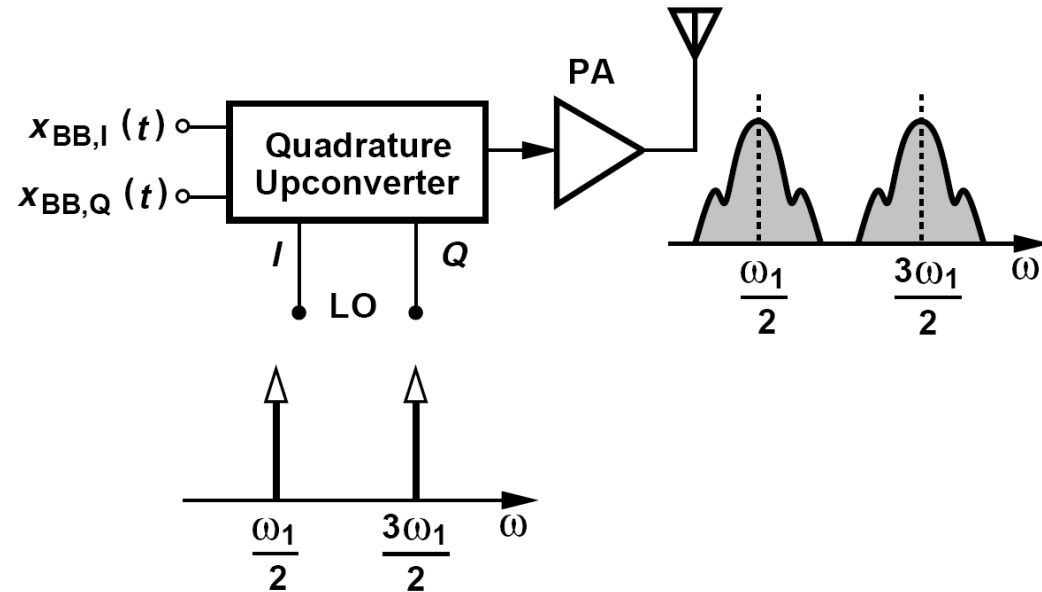 PA
x_BB,I (t)
x_BB,Q (t)
Quadrature
Upconverter
I
Q
LO
ω1
2
3ω1
2
ω
ω1
2
3ω1
2
ω